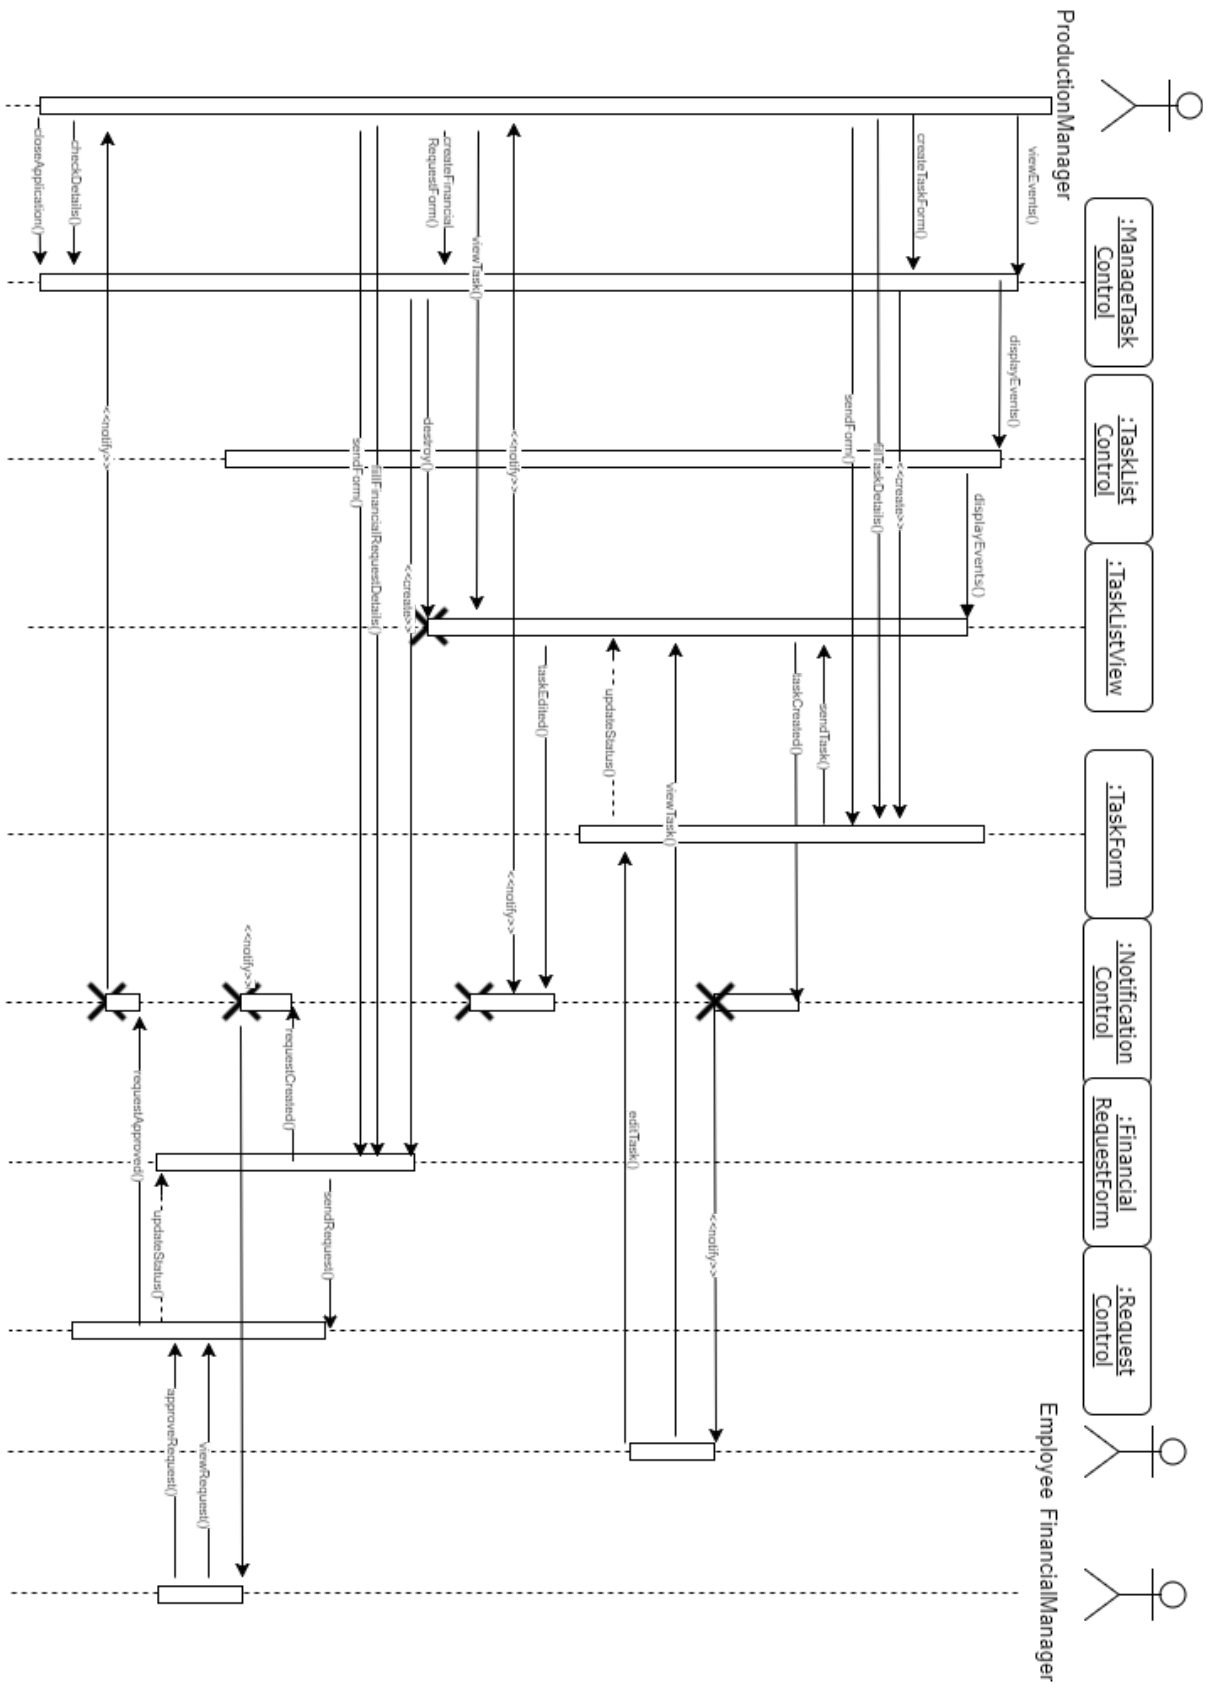 ProductionManager
:ManageTask
Control
:TaskList
Control
:TaskListView
:TaskForm
:Notification
Control
:Financial
RequestForm
:Request
Control
Employee
FinancialManager
viewEvents()
displayEvents()
displayEvents()
createTaskForm()
<<create>>
fillTaskDetails()
sendForm()
sendTask()
taskCreated()
<<notify>>
viewTask()
editTask()
updateStatus()
taskEdited()
<<notify>>
<<notify>>
viewTask()
createFinancial
RequestForm()
destroy()
<<create>>
fillFinancialRequestDetails()
sendForm()
sendRequest()
requestCreated()
<<notify>>
viewRequest()
approveRequest()
updateStatus()
requestApproved()
<<notify>>
checkDetails()
closeApplication()